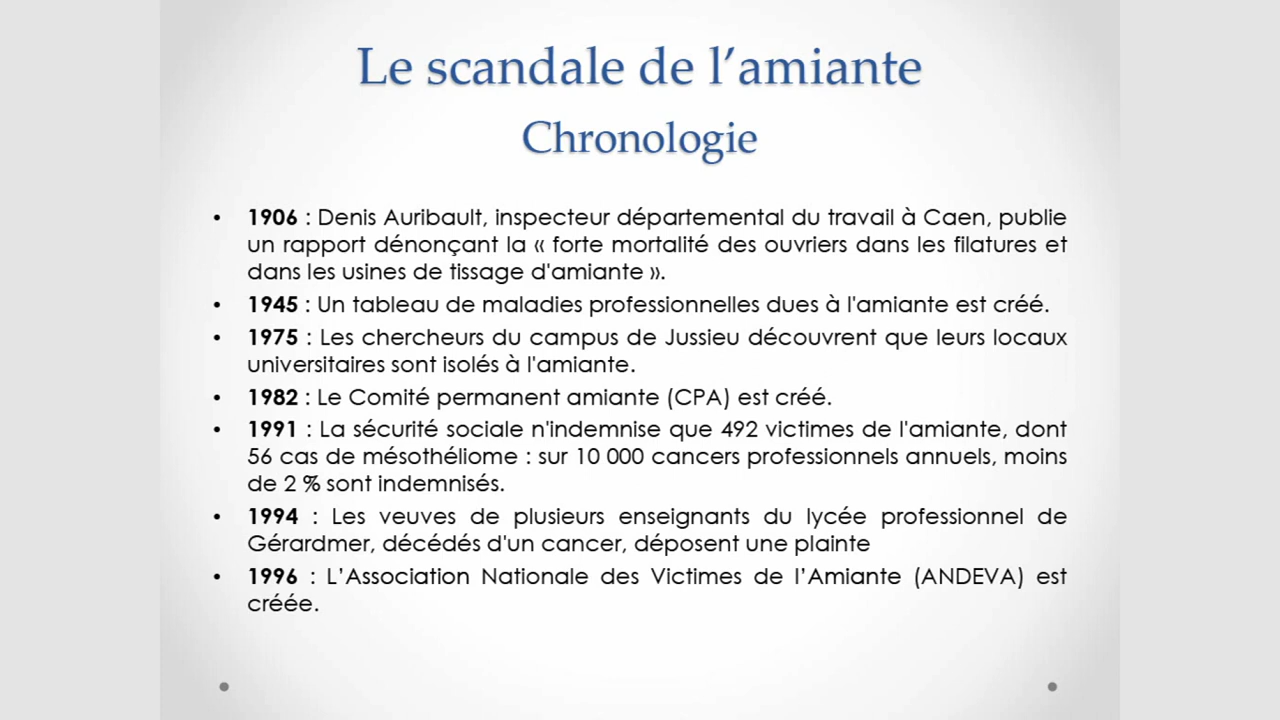 Le scandale de l’amiante
Chronologie
• 1906 : Denis Auribault, inspecteur départemental du travail à Caen, publie
un rapport dénonçant la « forte mortalité des ouvriers dans les filatures et
dans les usines de tissage d'amiante ».
• 1945 : Un tableau de maladies professionnelles dues à l'amiante est créé.
• 1975 : Les chercheurs du campus de Jussieu découvrent que leurs locaux
universitaires sont isolés à l'amiante.
• 1982 : Le Comité permanent amiante (CPA) est créé.
• 1991 : La sécurité sociale n'indemnise que 492 victimes de l'amiante, dont
56 cas de mésothéliome : sur 10 000 cancers professionnels annuels, moins
de 2 % sont indemnisés.
• 1994 : Les veuves de plusieurs enseignants du lycée professionnel de
Gérardmer, décédés d'un cancer, déposent une plainte
• 1996 : L’Association Nationale des Victimes de l’Amiante (ANDEVA) est
créée.